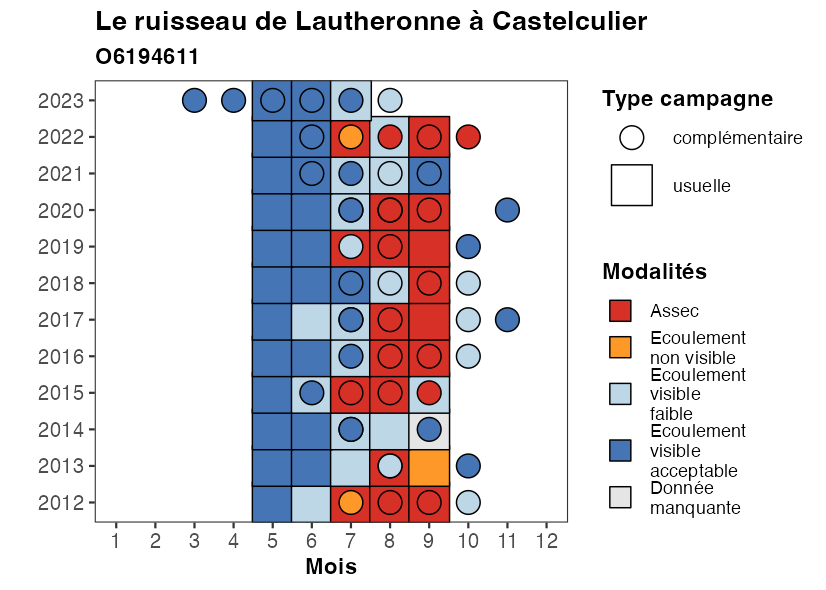 Le ruisseau de Lautheronne à Castelculier
O6194611
2023
2022
2021
2020
2019
2018
2017
2016
2015
2014
2013
2012
1 2 3 4 5 6 7 8 9 10 11 12
Mois
Type campagne
complémentaire
usuelle
Modalités
Assec
Ecoulement
non visible
Ecoulement
visible
faible
Ecoulement
visible
acceptable
Donnée
manquante